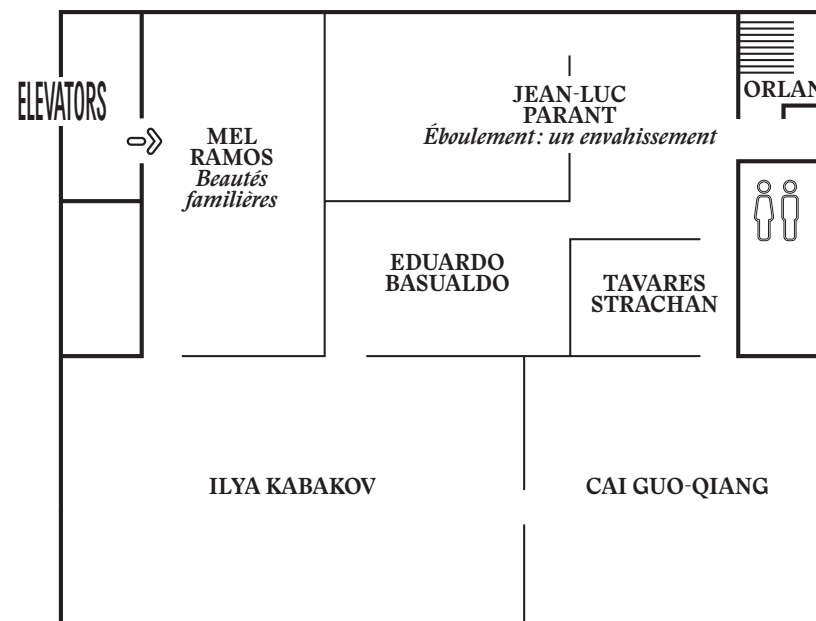 ELEVATORS
MEL
RAMOS
Beautés
familières
JEAN-LUC
PARANT
Éboulement : un envahissement
ORLAN
EDUARDO
BASUALDO
TAVARES
STRACHAN
ILYA KABAKOV
CAI GUO-QIANG